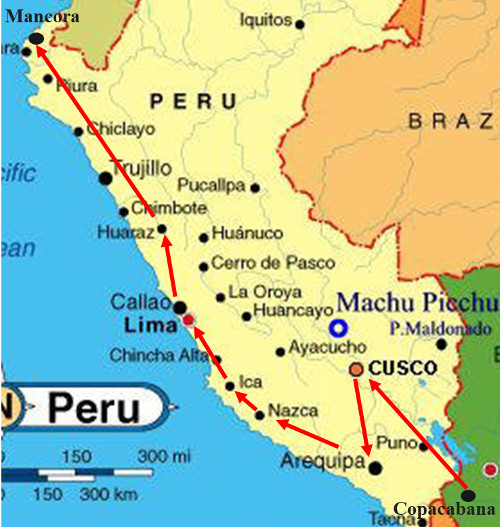 Mancora
Iquitos
ara
Piura
PERU
BRAZ
Chiclayo
Trujillo
cific
Pucallpa
Chimbote
Huaraz
Huánuco
ean
Cerro de Pasco
La Oroya
Callao
Huancayo
Machu Picchu
Lima
P.Maldonado
Chincha Alta
Ayacucho
CUSCO
Ica
N Peru
Nazca
Puno
Arequipa
150 300 mi
150 300 km
Copacabana
Tacna